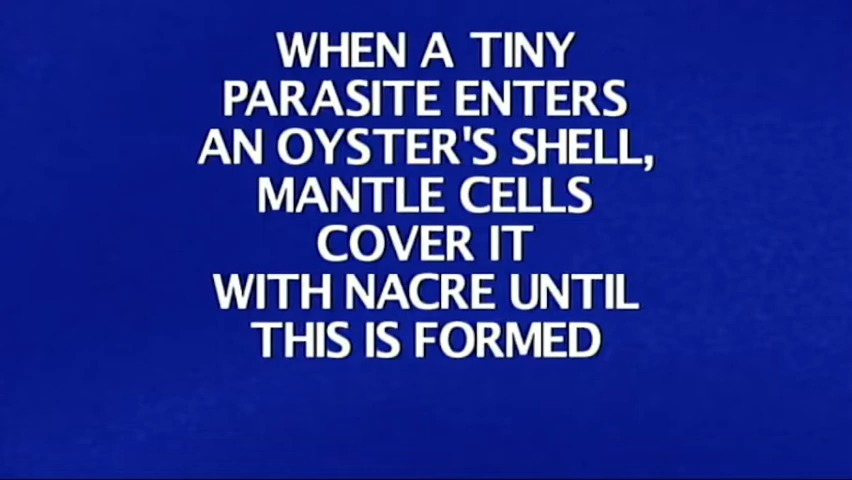 WHEN A TINY
PARASITE ENTERS
AN OYSTER'S SHELL,
MANTLE CELLS
COVER IT
WITH NACRE UNTIL
THIS IS FORMED